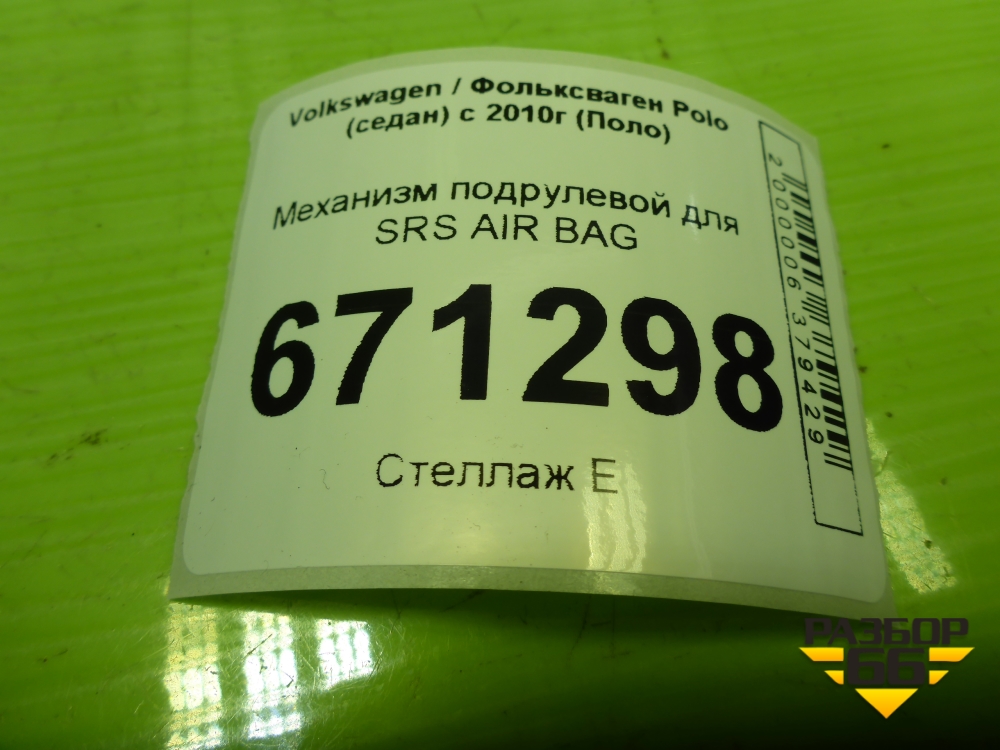 Volkswagen / Фольксваген Polo
(седан) с 2010г (Поло)
Механизм подрулевой для
SRS AIR BAG
671298
Стеллаж Е
2000006379429
РАЗБОР
66